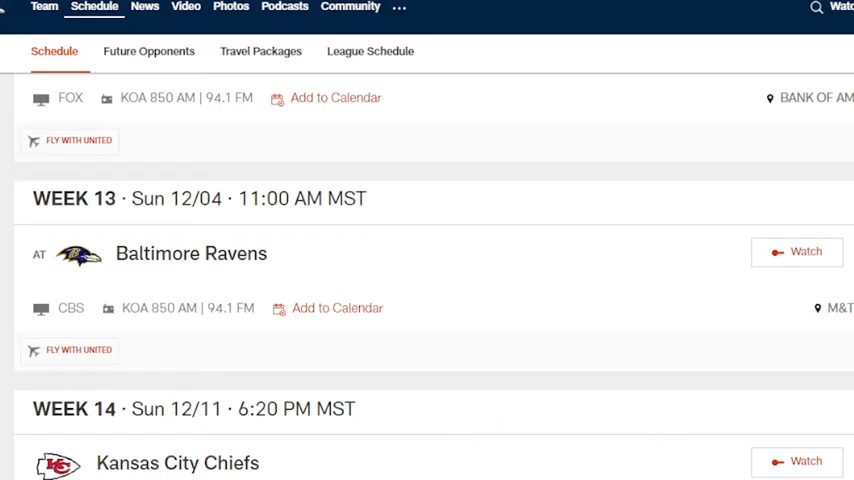 Team Schedule News Video Photos Podcasts Community ...
Schedule Future Opponents Travel Packages League Schedule
FOX KOA 850 AM | 94.1 FM Add to Calendar BANK OF AM
FLY WITH UNITED
WEEK 13 · Sun 12/04 · 11:00 AM MST
AT Baltimore Ravens Watch
CBS KOA 850 AM | 94.1 FM Add to Calendar M&T
FLY WITH UNITED
WEEK 14 · Sun 12/11 · 6:20 PM MST
KC Kansas City Chiefs Watch